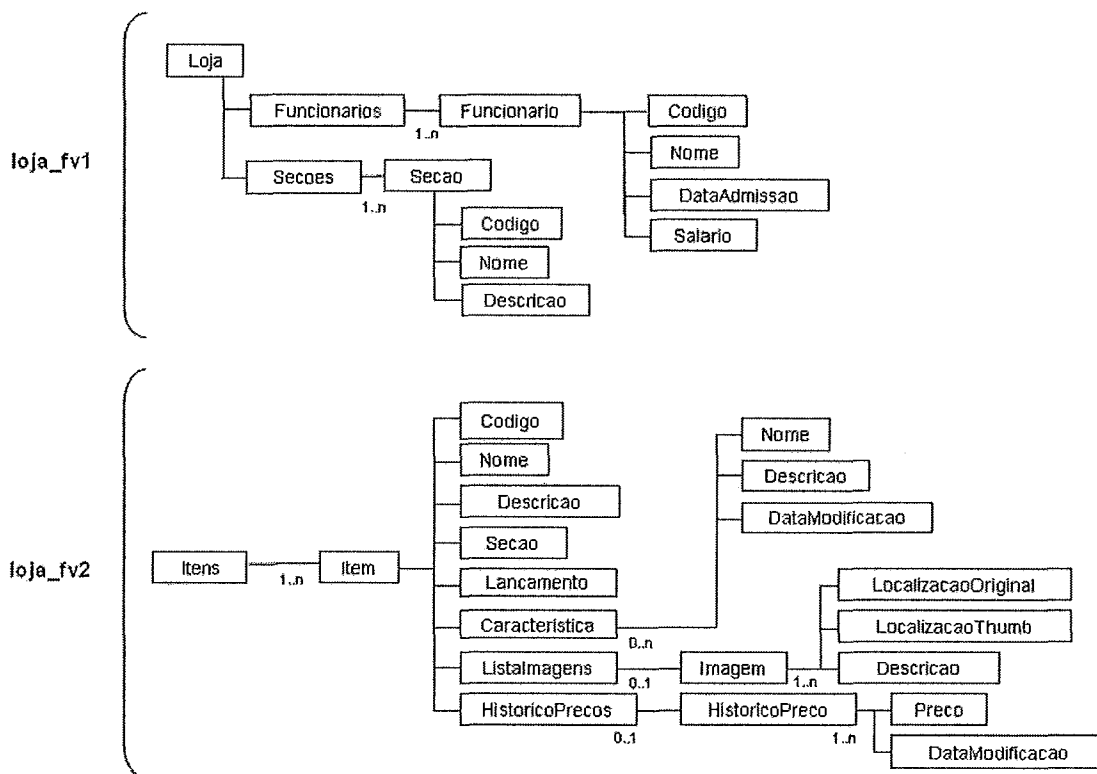 loja_fv1
Loja
Funcionarios
1..n
Funcionario
Codigo
Nome
DataAdmissao
Salario
Secoes
1..n
Secao
Codigo
Nome
Descricao
loja_fv2
Itens
1..n
Item
Codigo
Nome
Descricao
Secao
Lancamento
Característica
0..n
Nome
Descricao
DataModificacao
ListaImagens
0..1
Imagem
1..n
LocalizacaoOriginal
LocalizacaoThumb
Descricao
HistoricoPrecos
0..1
HistoricoPreco
1..n
Preco
DataModificacao